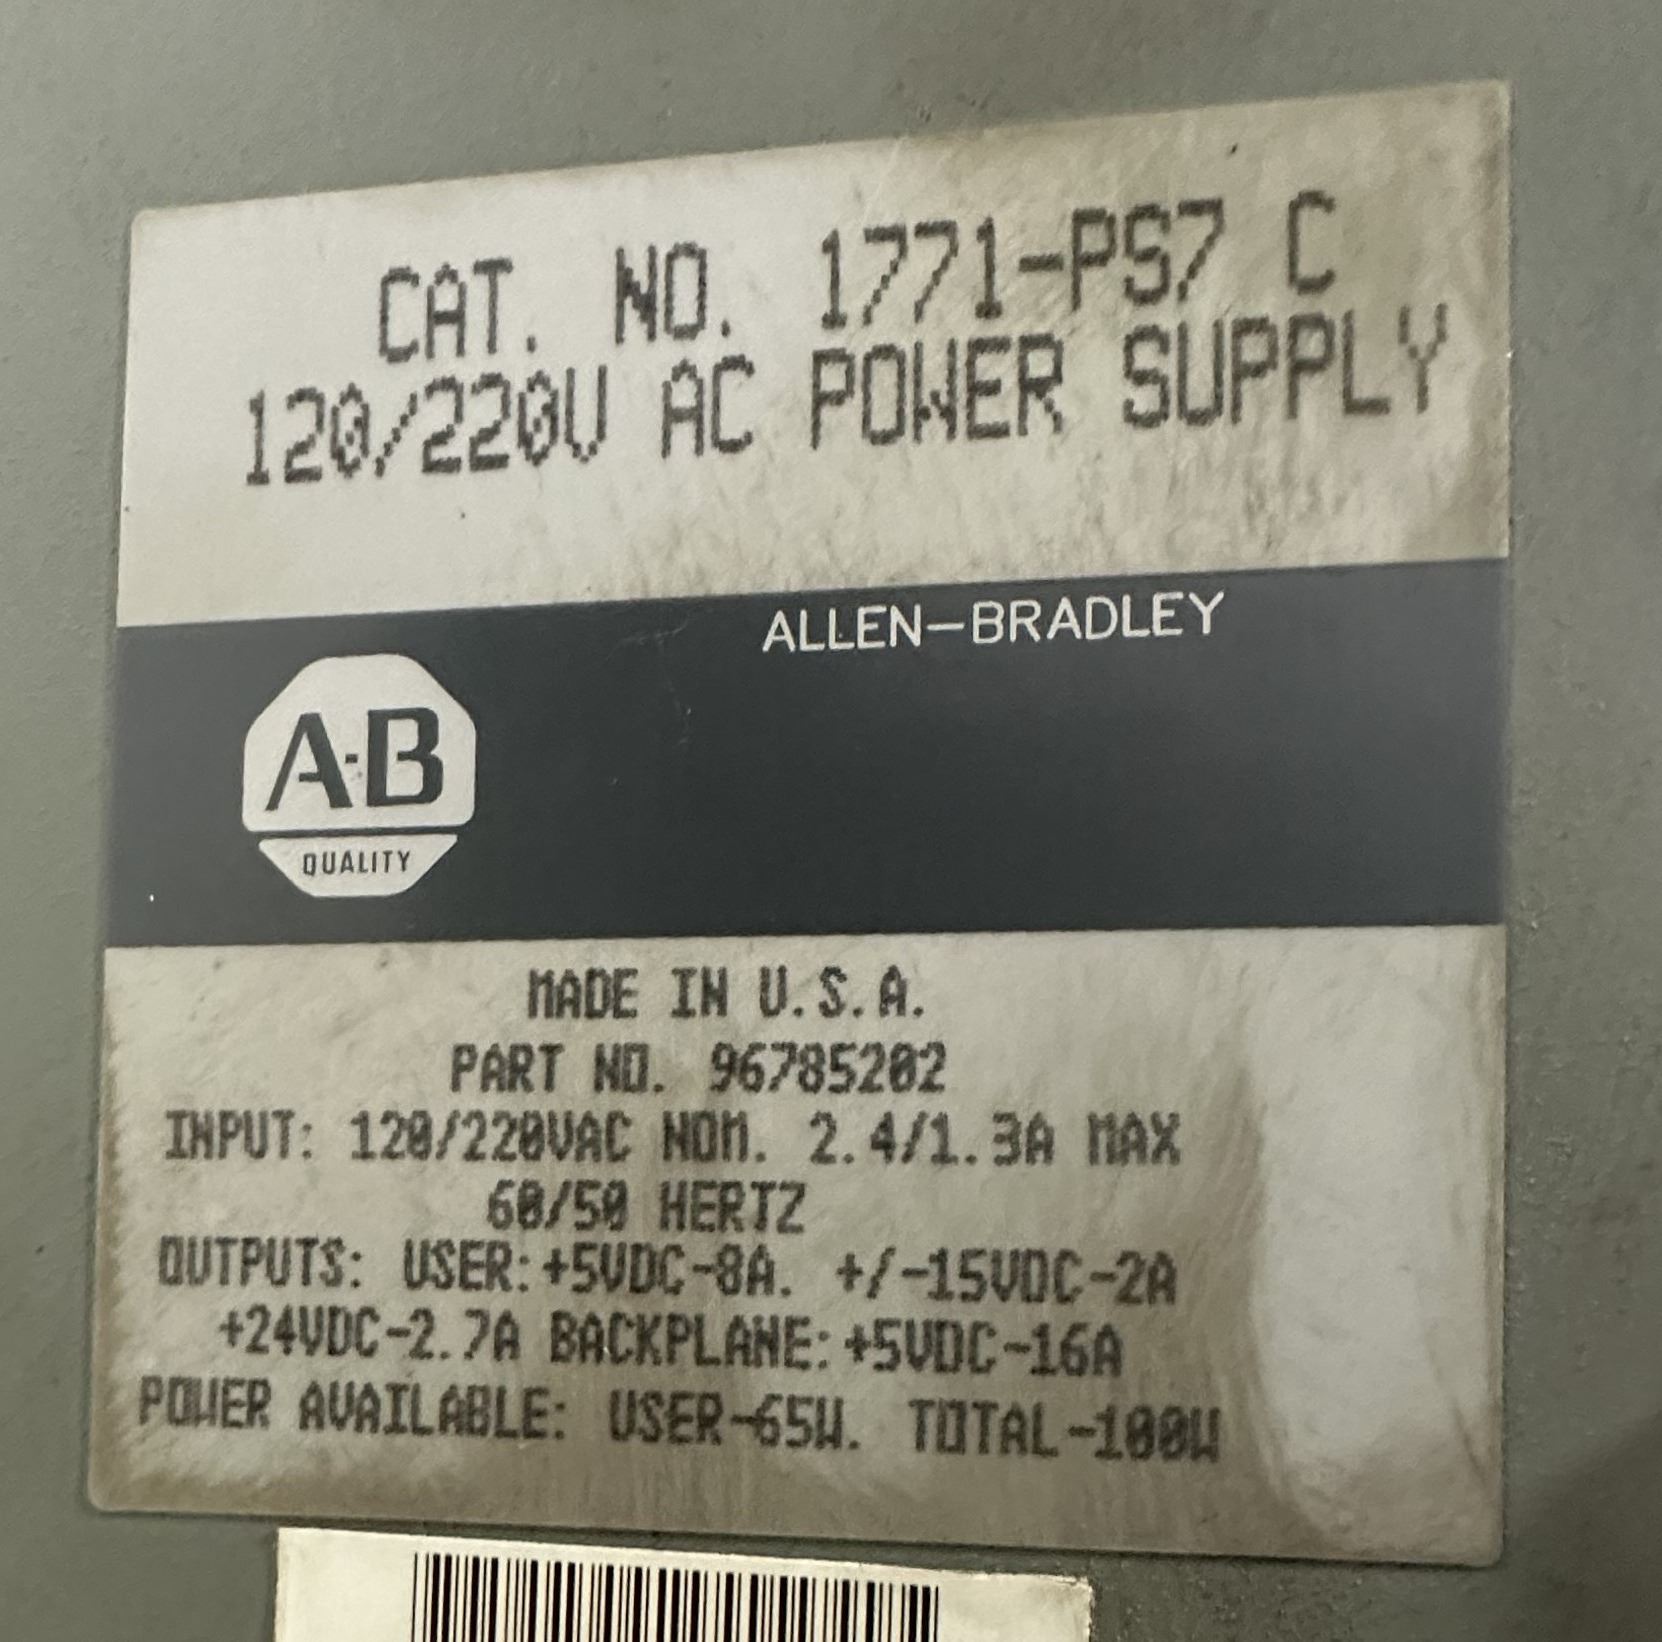 CAT. NO. 1771-PS7 C
120/220V AC POWER SUPPLY
ALLEN-BRADLEY
A-B
QUALITY
MADE IN U.S.A.
PART NO. 96785202
INPUT: 120/220VAC NOM. 2.4/1.3A MAX
60/50 HERTZ
OUTPUTS: USER:+5VDC-8A. +/-15VDC-2A
+24VDC-2.7A BACKPLANE:+5VDC-16A
POWER AVAILABLE: USER-65W. TOTAL-100W